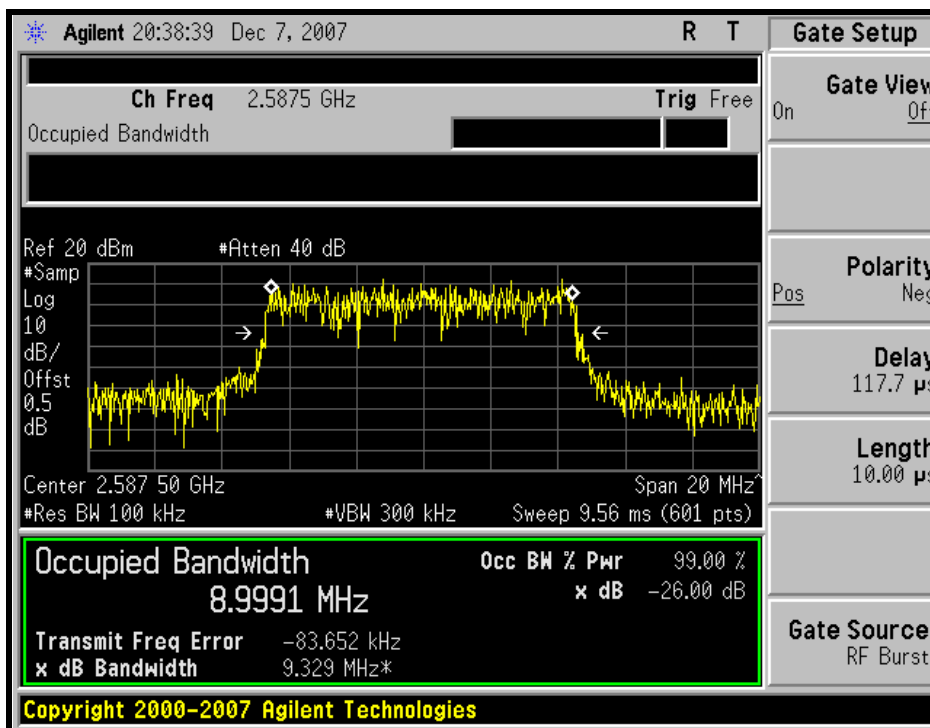 Agilent 20:38:39 Dec 7, 2007 R T
Ch Freq 2.5875 GHz Trig Free
Occupied Bandwidth
Ref 20 dBm #Atten 40 dB
#Samp
Log
10
dB/
Offst
0.5
dB
Center 2.587 50 GHz Span 20 MHz^
#Res BW 100 kHz #VBW 300 kHz Sweep 9.56 ms (601 pts)
Occupied Bandwidth Occ BW % Pwr 99.00 %
8.9991 MHz x dB -26.00 dB
Transmit Freq Error -83.652 kHz
x dB Bandwidth 9.329 MHz*
Copyright 2000-2007 Agilent Technologies
Gate Setup
Gate View
On Off
Polarity
Pos Neg
Delay
117.7 µs
Length
10.00 µs
Gate Source
RF Burst